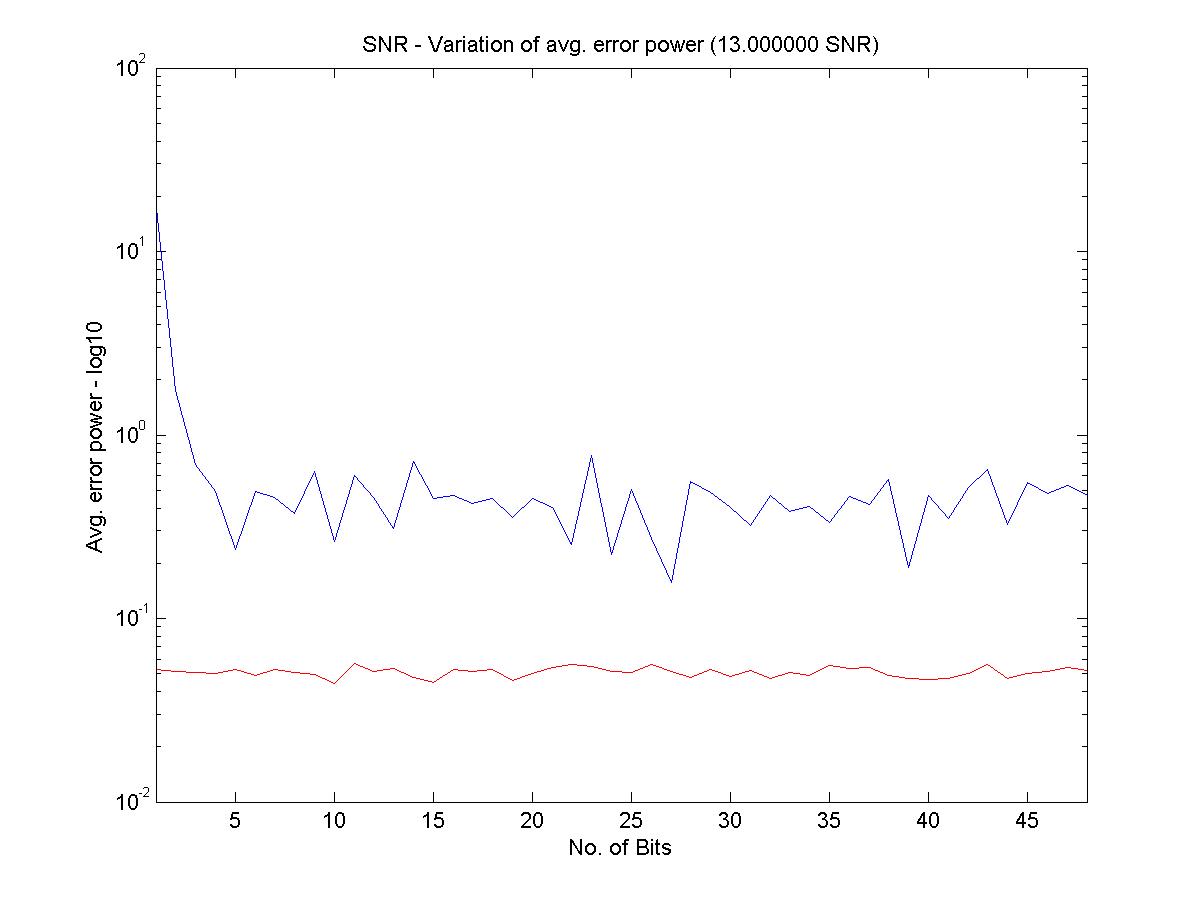 SNR - Variation of avg. error power (13.000000 SNR)
10^2
10^1
10^0
10^-1
10^-2
Avg. error power - log10
5 10 15 20 25 30 35 40 45
No. of Bits